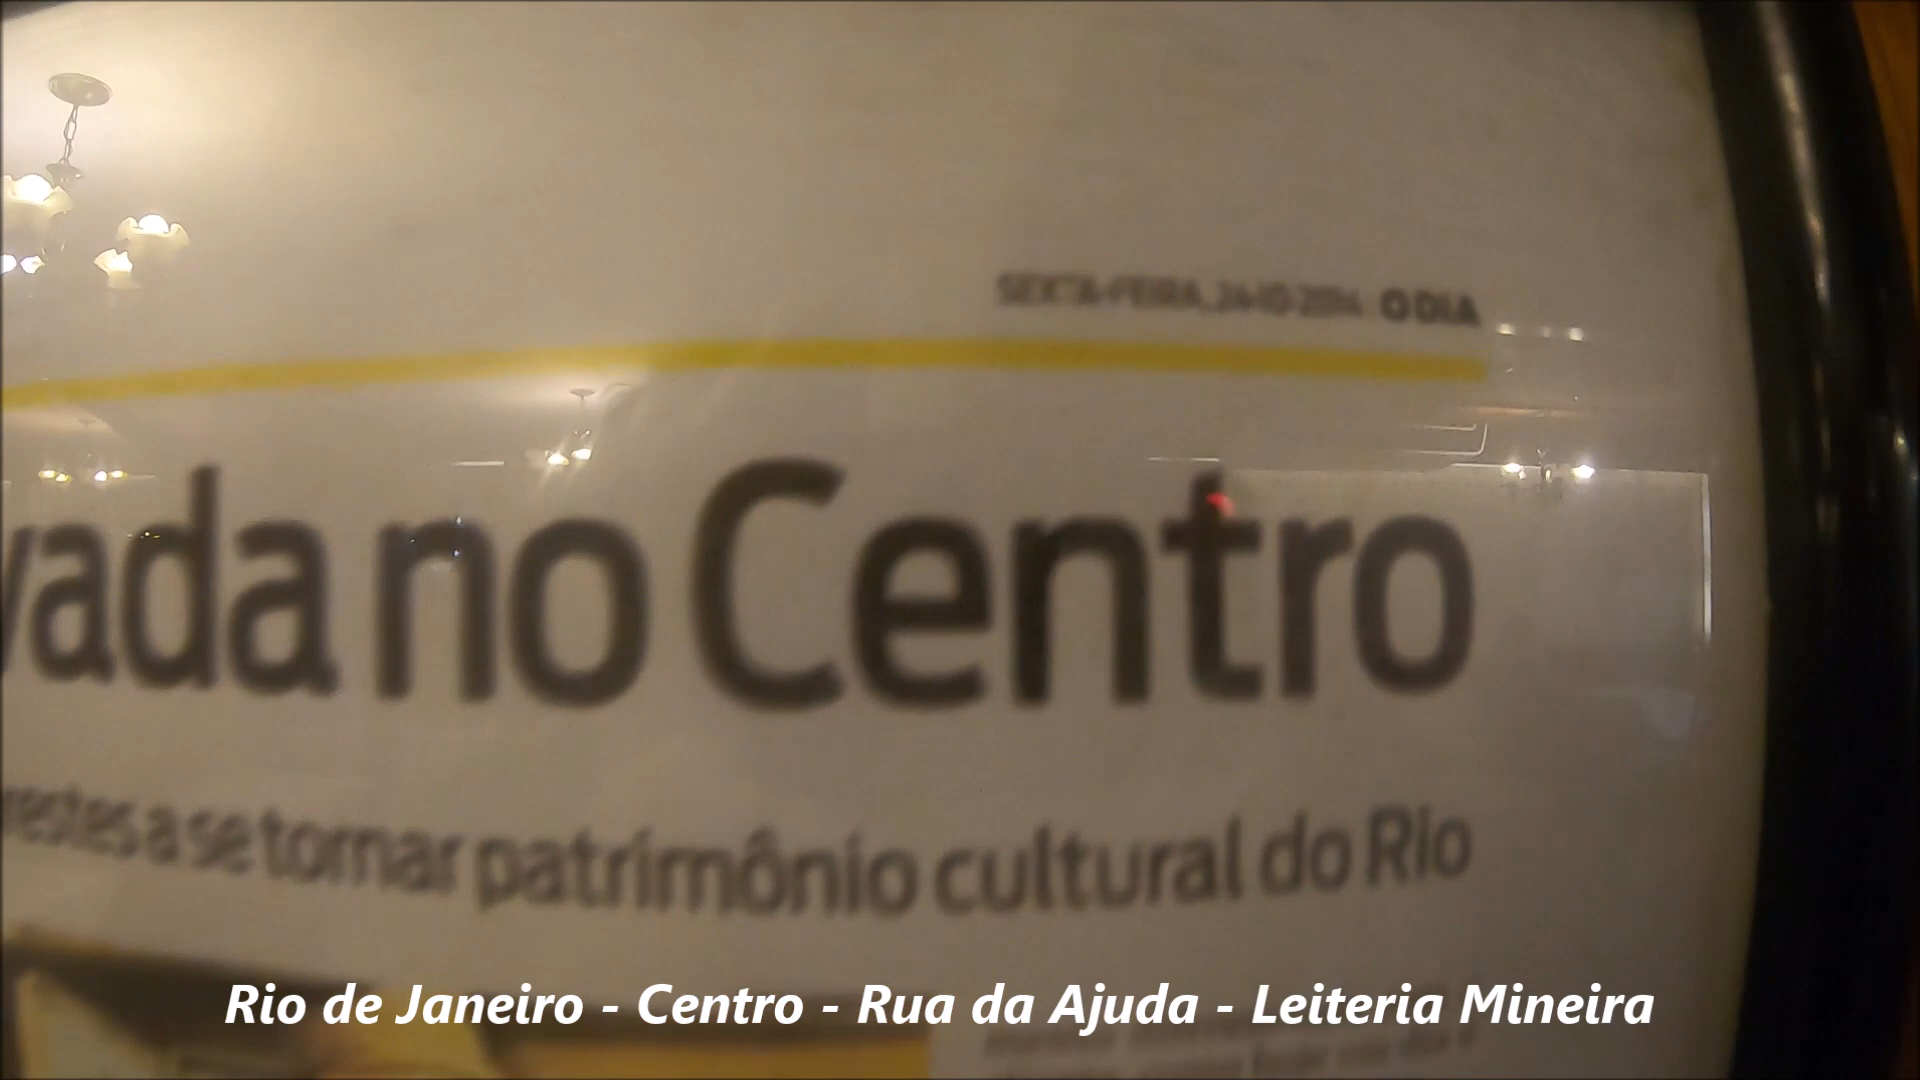 SEXTA-FEIRA, 24-10-2014 O DIA
vada no Centro
restes a se tornar patrimônio cultural do Rio
Rio de Janeiro - Centro - Rua da Ajuda - Leiteria Mineira